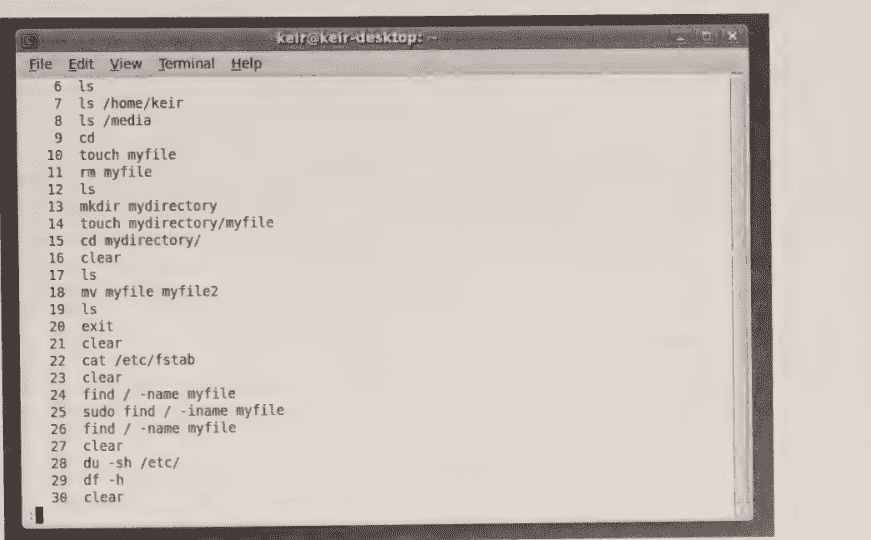 keir@keir-desktop: ~
File Edit View Terminal Help
6 ls
7 ls /home/keir
8 ls /media
9 cd
10 touch myfile
11 rm myfile
12 ls
13 mkdir mydirectory
14 touch mydirectory/myfile
15 cd mydirectory/
16 clear
17 ls
18 mv myfile myfile2
19 ls
20 exit
21 clear
22 cat /etc/fstab
23 clear
24 find / -name myfile
25 sudo find / -iname myfile
26 find / -name myfile
27 clear
28 du -sh /etc/
29 df -h
30 clear
: